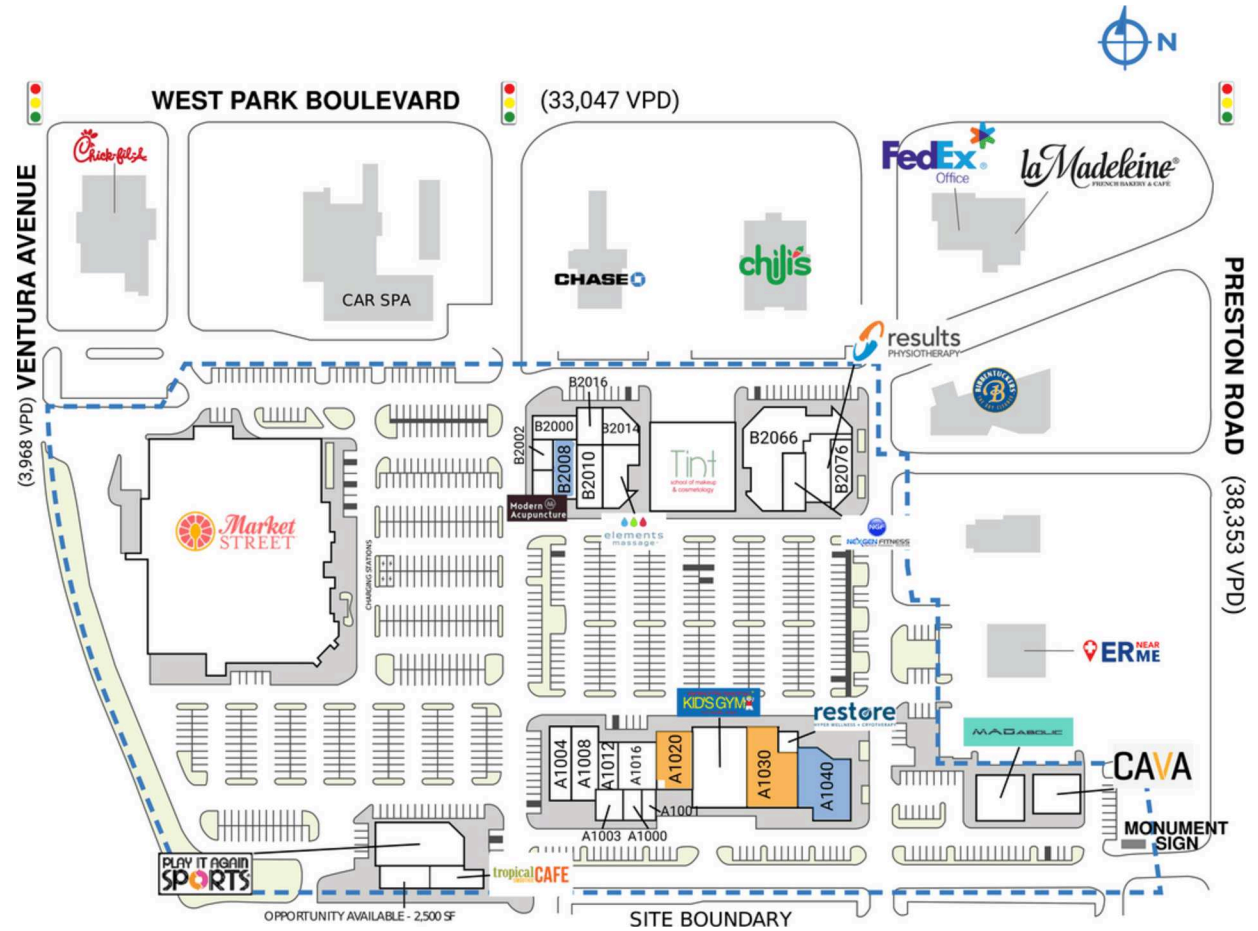 N
WEST PARK BOULEVARD (33,047 VPD)
Chick-fil-A
FedEx®
Office
la Madeleine®
FRENCH BAKERY & CAFÉ
(3,968 VPD) VENTURA AVENUE
CAR SPA
CHASE
chili's
PRESTON ROAD (38,353 VPD)
results
PHYSIOTHERAPY
B
B2016
B2000
B2014
B2002
B2008
B2010
B2066
B2076
Tint
school of makeup
& cosmetology
Modern
Acupuncture
elements
massage
NGF
NEXGEN FITNESS
Market
STREET
CHARGING STATIONS
ER NEAR
ME
KID'S GYM
restore
HYPER WELLNESS + CRYOTHERAPY
MADABOLIC
CAVA
A1004
A1008
A1012
A1016
A1020
A1030
A1040
A1001
A1003
A1000
MONUMENT
SIGN
PLAY IT AGAIN
SPORTS
tropical CAFE
OPPORTUNITY AVAILABLE - 2,500 SF
SITE BOUNDARY